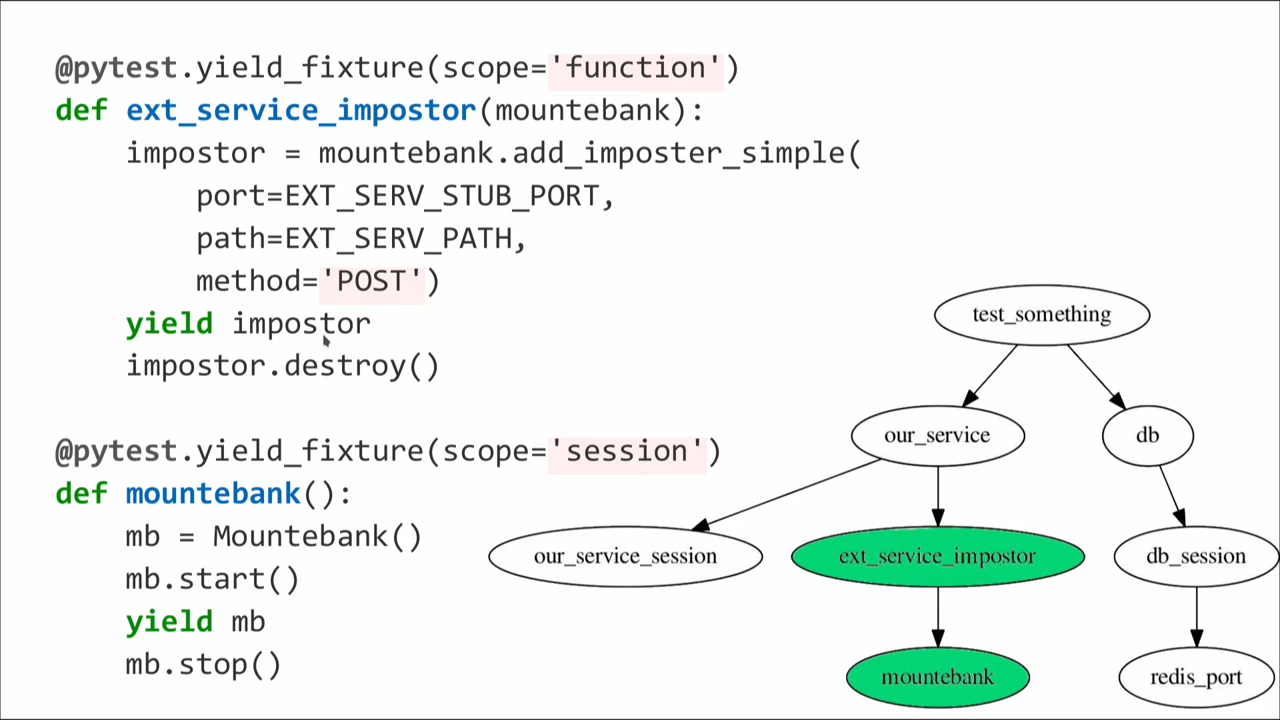 @pytest.yield_fixture(scope='function')
def ext_service_impostor(mountebank):
    impostor = mountebank.add_imposter_simple(
        port=EXT_SERV_STUB_PORT,
        path=EXT_SERV_PATH,
        method='POST')
    yield impostor
    impostor.destroy()
@pytest.yield_fixture(scope='session')
def mountebank():
    mb = Mountebank()
    mb.start()
    yield mb
    mb.stop()
test_something
our_service
db
our_service_session
ext_service_impostor
db_session
mountebank
redis_port